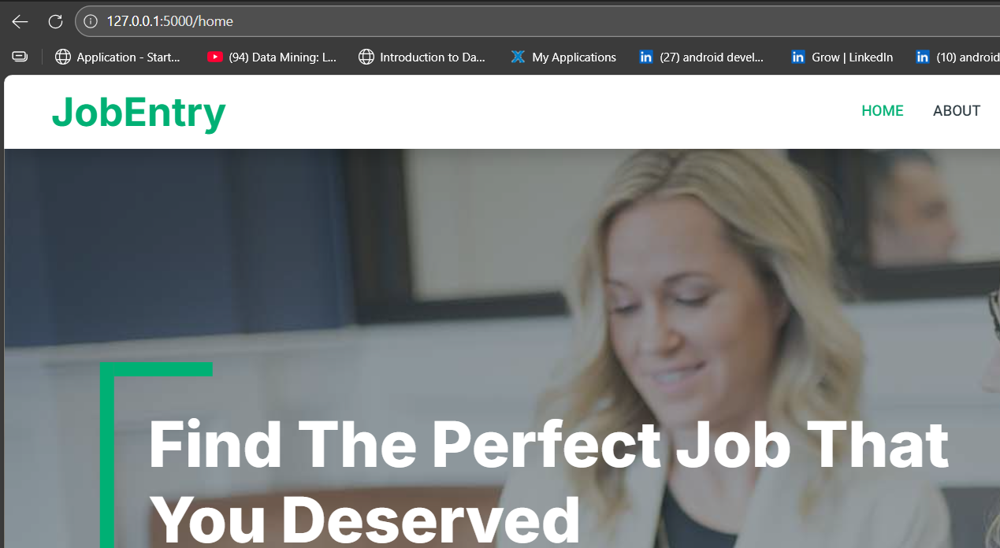 127.0.0.1:5000/home
Application - Start... (94) Data Mining: L... Introduction to Da... My Applications (27) android devel... Grow | LinkedIn (10) android
JobEntry HOME ABOUT
Find The Perfect Job That
You Deserved